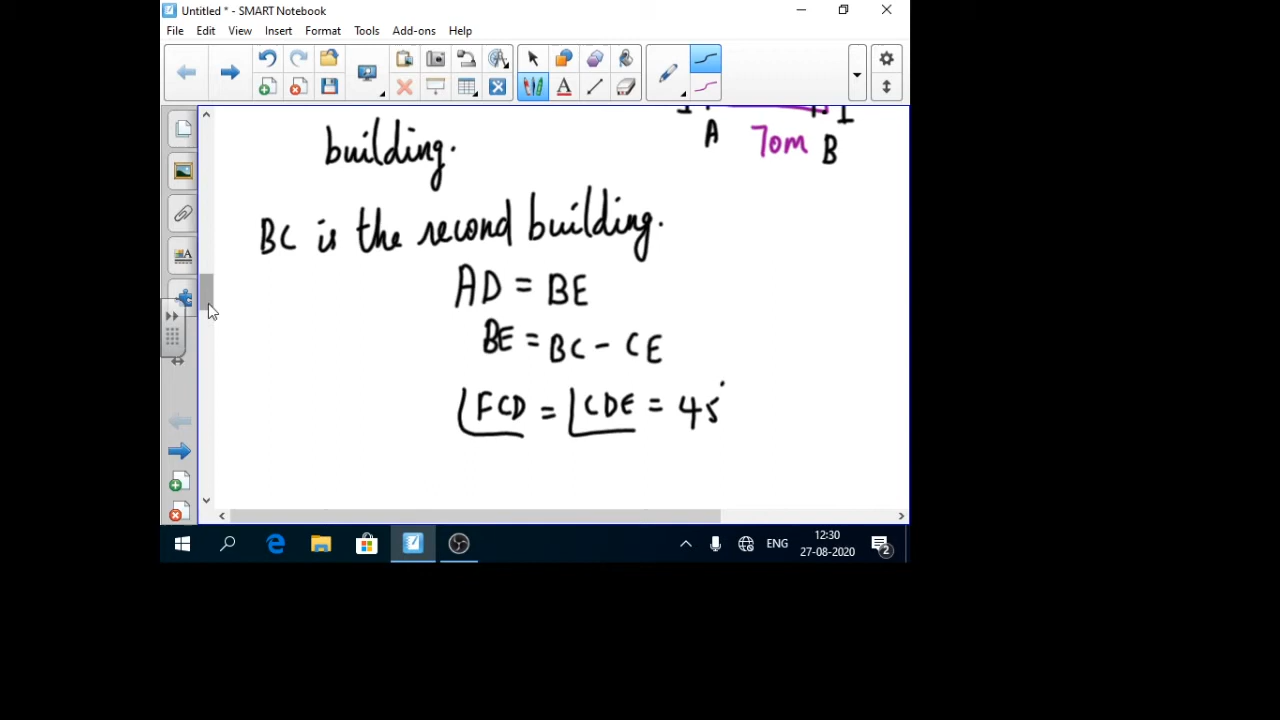 Untitled * - SMART Notebook
File Edit View Insert Format Tools Add-ons Help
A 70m B
building.
BC is the second building.
AD = BE
BE = BC - CE
∠FCD = ∠CDE = 45°
ENG
12:30
27-08-2020
2